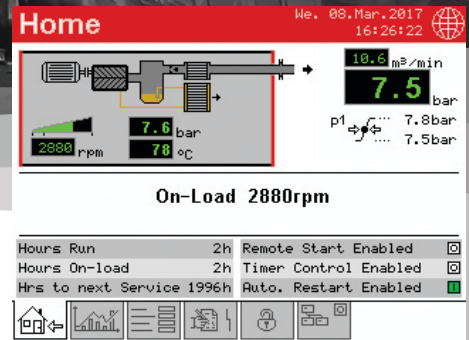 Home
We. 08.Mar.2017
16:26:22
10.6 m³/min
7.5 bar
p1 7.8bar
7.5bar
7.6 bar
2880 rpm
78 °C
On-Load 2880rpm
Hours Run 2h Remote Start Enabled
Hours On-load 2h Timer Control Enabled
Hrs to next Service 1996h Auto. Restart Enabled